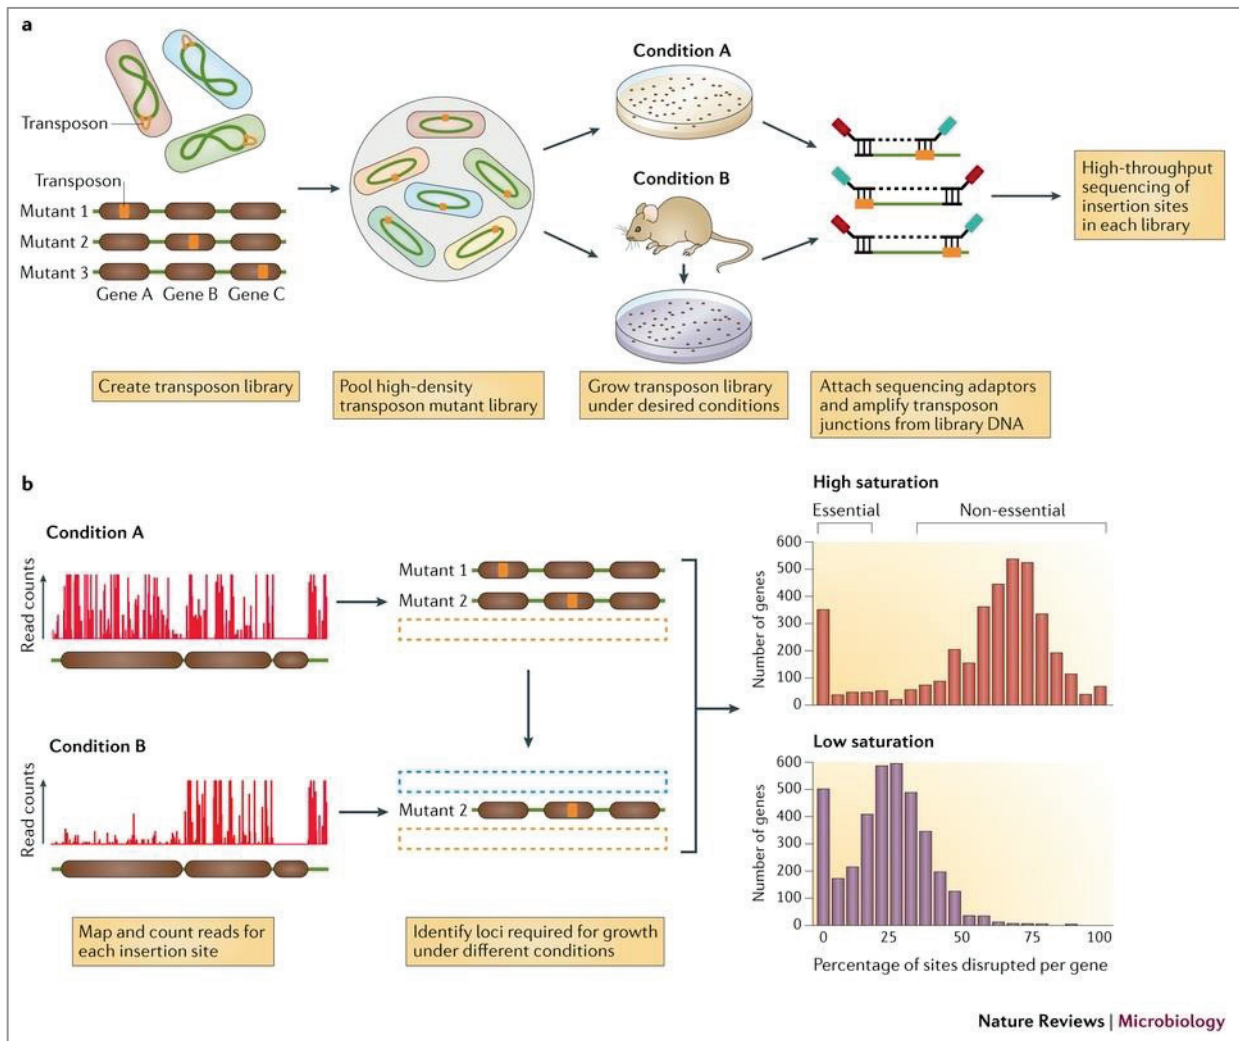 a
Condition A
Transposon
Transposon
Condition B
High-throughput
sequencing of
insertion sites
in each library
Mutant 1
Mutant 2
Mutant 3
Gene A Gene B Gene C
Create transposon library
Pool high-density
transposon mutant library
Grow transposon library
under desired conditions
Attach sequencing adaptors
and amplify transposon
junctions from library DNA
b
Condition A
Read counts
Mutant 1
Mutant 2
Condition B
Read counts
Mutant 2
Map and count reads for
each insertion site
Identify loci required for growth
under different conditions
High saturation
Essential Non-essential
Number of genes
600
500
400
300
200
100
0
Low saturation
Number of genes
600
500
400
300
200
100
0
0 25 50 75 100
Percentage of sites disrupted per gene
Nature Reviews | Microbiology